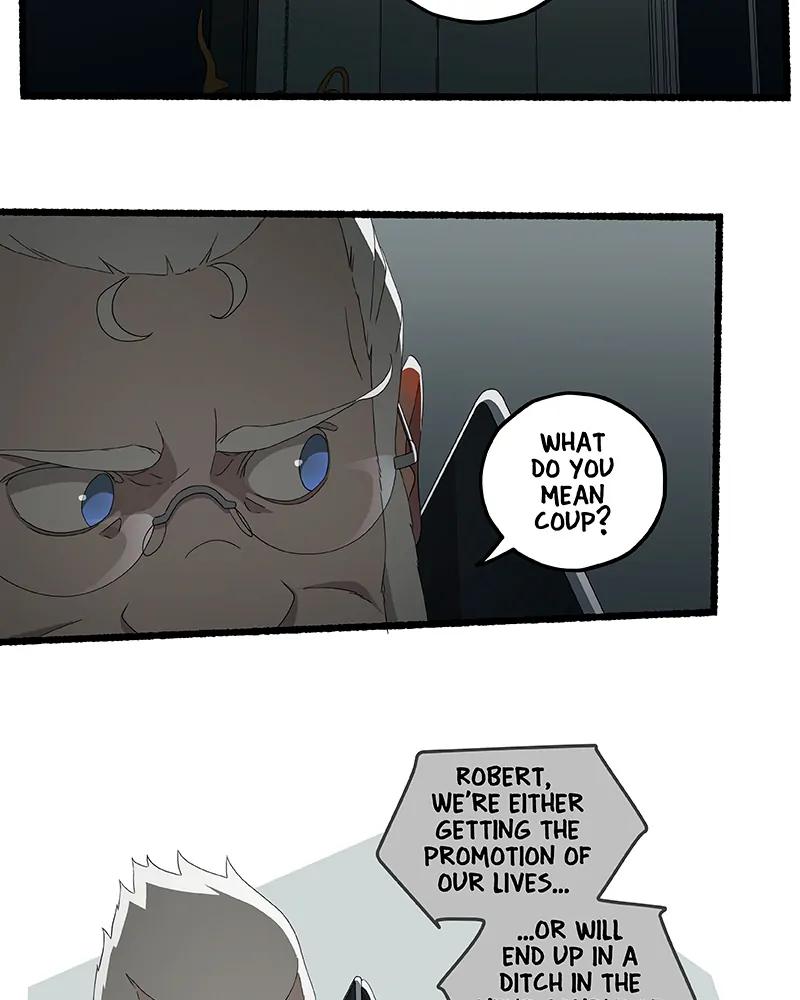 WHAT
DO YOU
MEAN
COUP?
ROBERT,
WE'RE EITHER
GETTING THE
PROMOTION OF
OUR LIVES...
...OR WILL
END UP IN A
DITCH IN THE